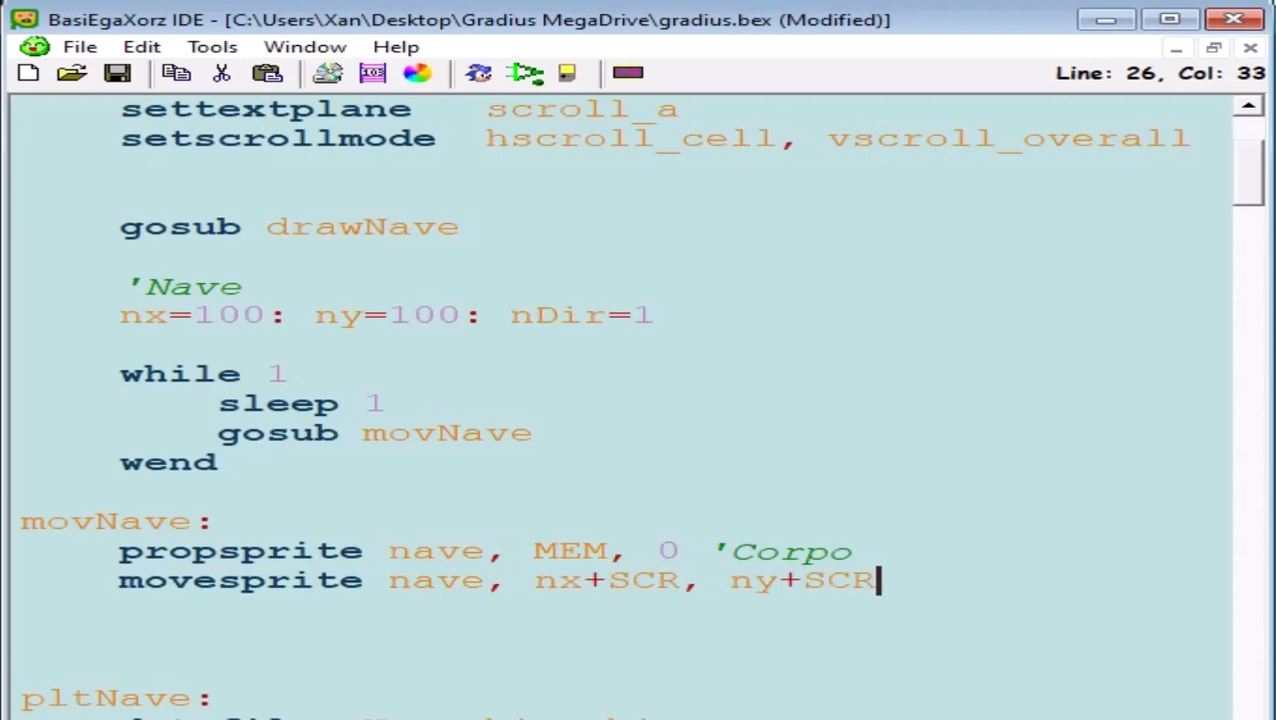 BasiEgaXorz IDE - [C:\Users\Xan\Desktop\Gradius MegaDrive\gradius.bex (Modified)]
File Edit Tools Window Help
Line: 26, Col: 33
settextplane scroll_a
setscrollmode hscroll_cell, vscroll_overall
gosub drawNave
'Nave
nx=100: ny=100: nDir=1
while 1
sleep 1
gosub movNave
wend
movNave:
propsprite nave, MEM, 0 'Corpo
movesprite nave, nx+SCR, ny+SCR
pltNave: